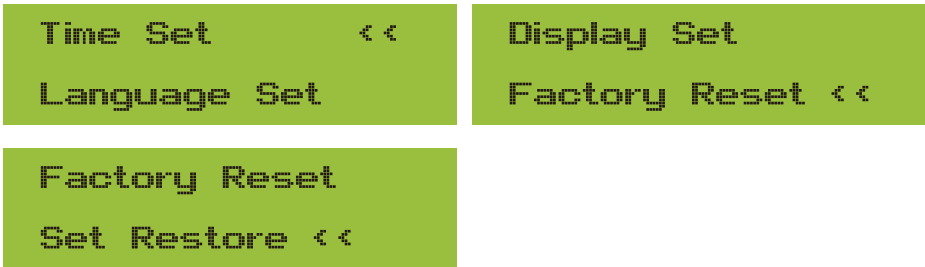 Time Set <<
Language Set
Display Set
Factory Reset <<
Factory Reset
Set Restore <<